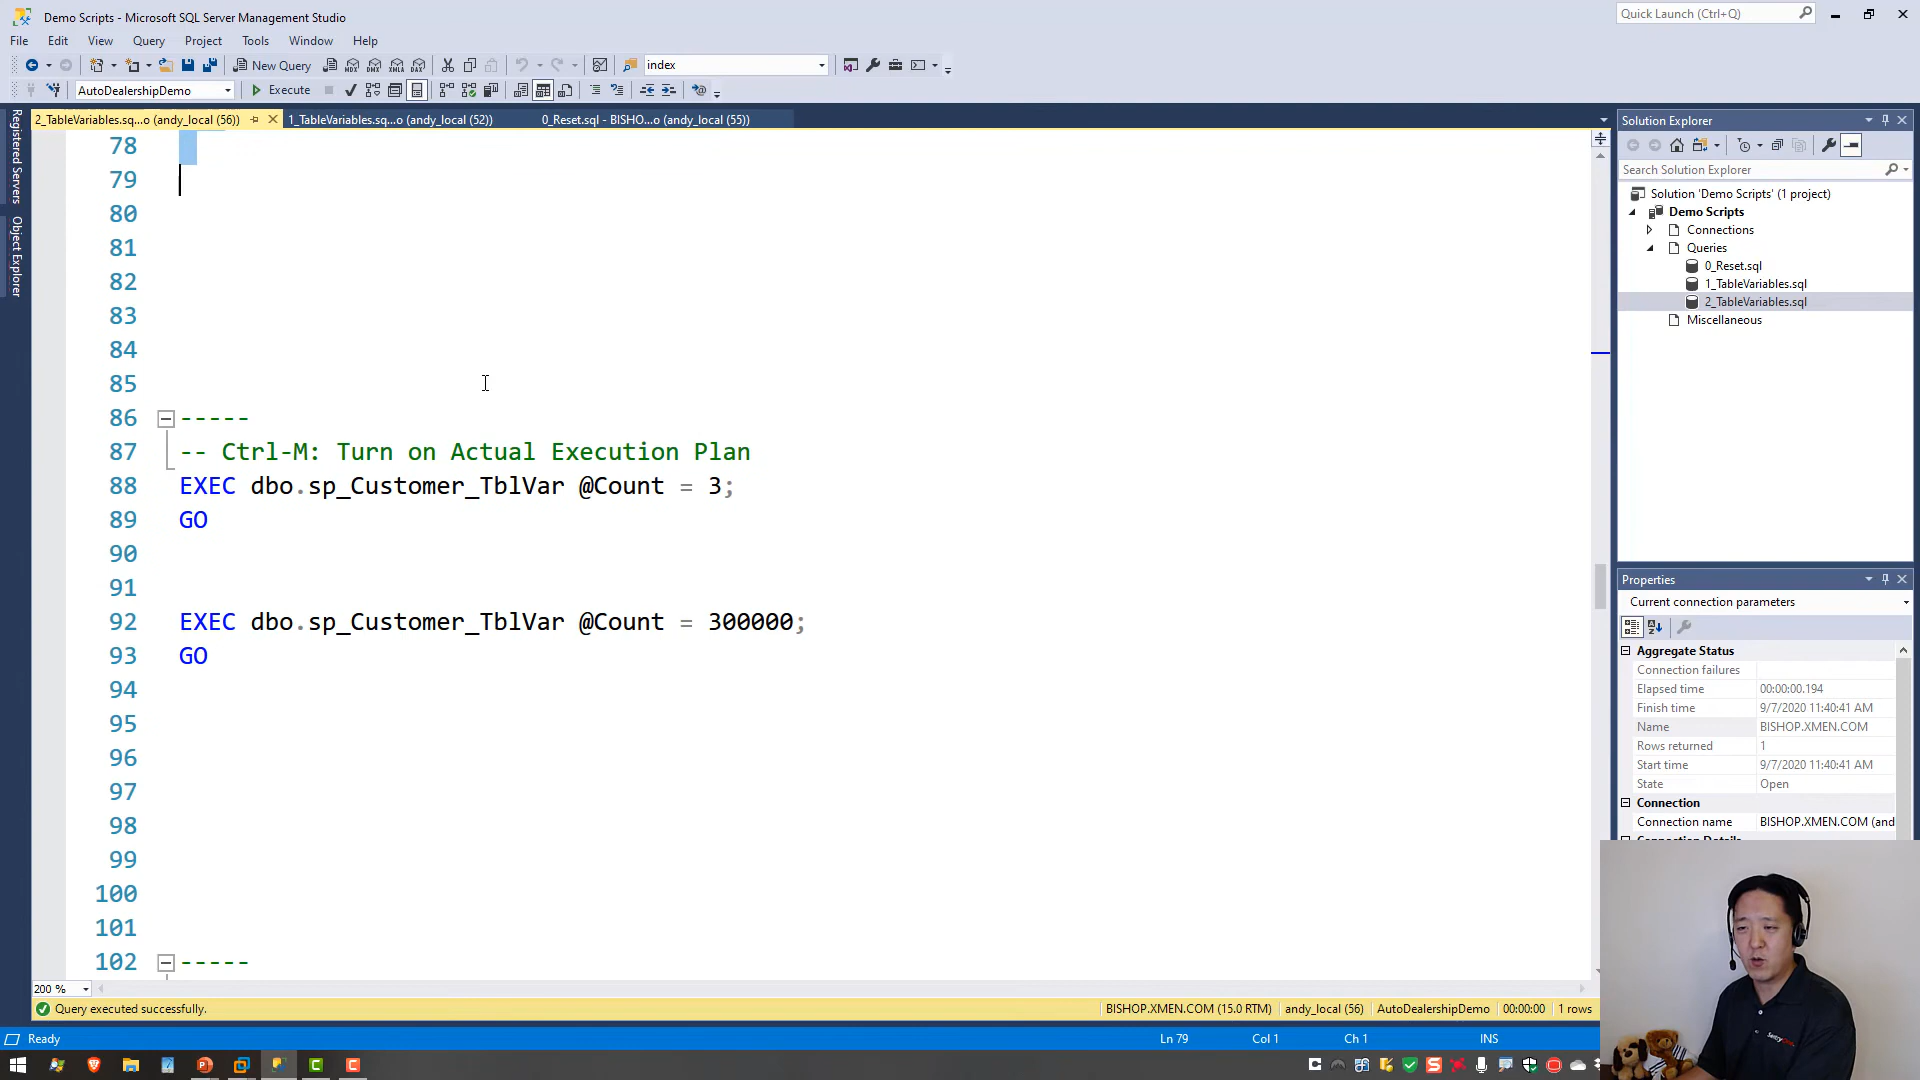 Demo Scripts - Microsoft SQL Server Management Studio
Quick Launch (Ctrl+Q)
File Edit View Query Project Tools Window Help
New Query
index
AutoDealershipDemo
Execute
2_TableVariables.sq...o (andy_local (56))
1_TableVariables.sq...o (andy_local (52))
0_Reset.sql - BISHO...o (andy_local (55))
Registered Servers
Object Explorer
78
79
80
81
82
83
84
85
86 -----
87 -- Ctrl-M: Turn on Actual Execution Plan
88 EXEC dbo.sp_Customer_TblVar @Count = 3;
89 GO
90
91
92 EXEC dbo.sp_Customer_TblVar @Count = 300000;
93 GO
94
95
96
97
98
99
100
101
102 -----
200 %
Query executed successfully.
BISHOP.XMEN.COM (15.0 RTM) andy_local (56) AutoDealershipDemo 00:00:00 1 rows
Ready
Ln 79 Col 1 Ch 1 INS
Solution Explorer
Search Solution Explorer
Solution 'Demo Scripts' (1 project)
Demo Scripts
Connections
Queries
0_Reset.sql
1_TableVariables.sql
2_TableVariables.sql
Miscellaneous
Properties
Current connection parameters
Aggregate Status
Connection failures
Elapsed time 00:00:00.194
Finish time 9/7/2020 11:40:41 AM
Name BISHOP.XMEN.COM
Rows returned 1
Start time 9/7/2020 11:40:41 AM
State Open
Connection
Connection name BISHOP.XMEN.COM (and